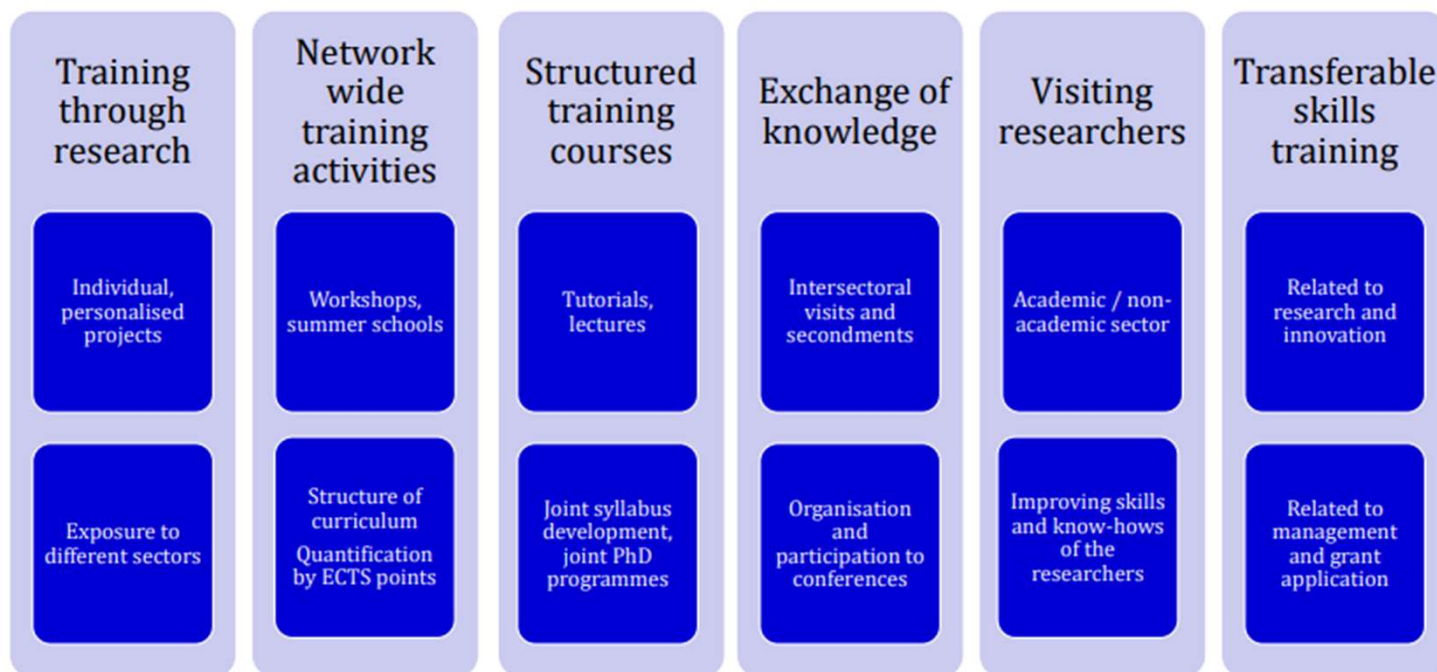 Training
through
research
Individual,
personalised
projects
Exposure to
different sectors
Network
wide
training
activities
Workshops,
summer schools
Structure of
curriculum
Quantification
by ECTS points
Structured
training
courses
Tutorials,
lectures
Joint syllabus
development,
joint PhD
programmes
Exchange of
knowledge
Intersectoral
visits and
secondments
Organisation
and
participation to
conferences
Visiting
researchers
Academic / non-
academic sector
Improving skills
and know-hows
of the
researchers
Transferable
skills
training
Related to
research and
innovation
Related to
management
and grant
application